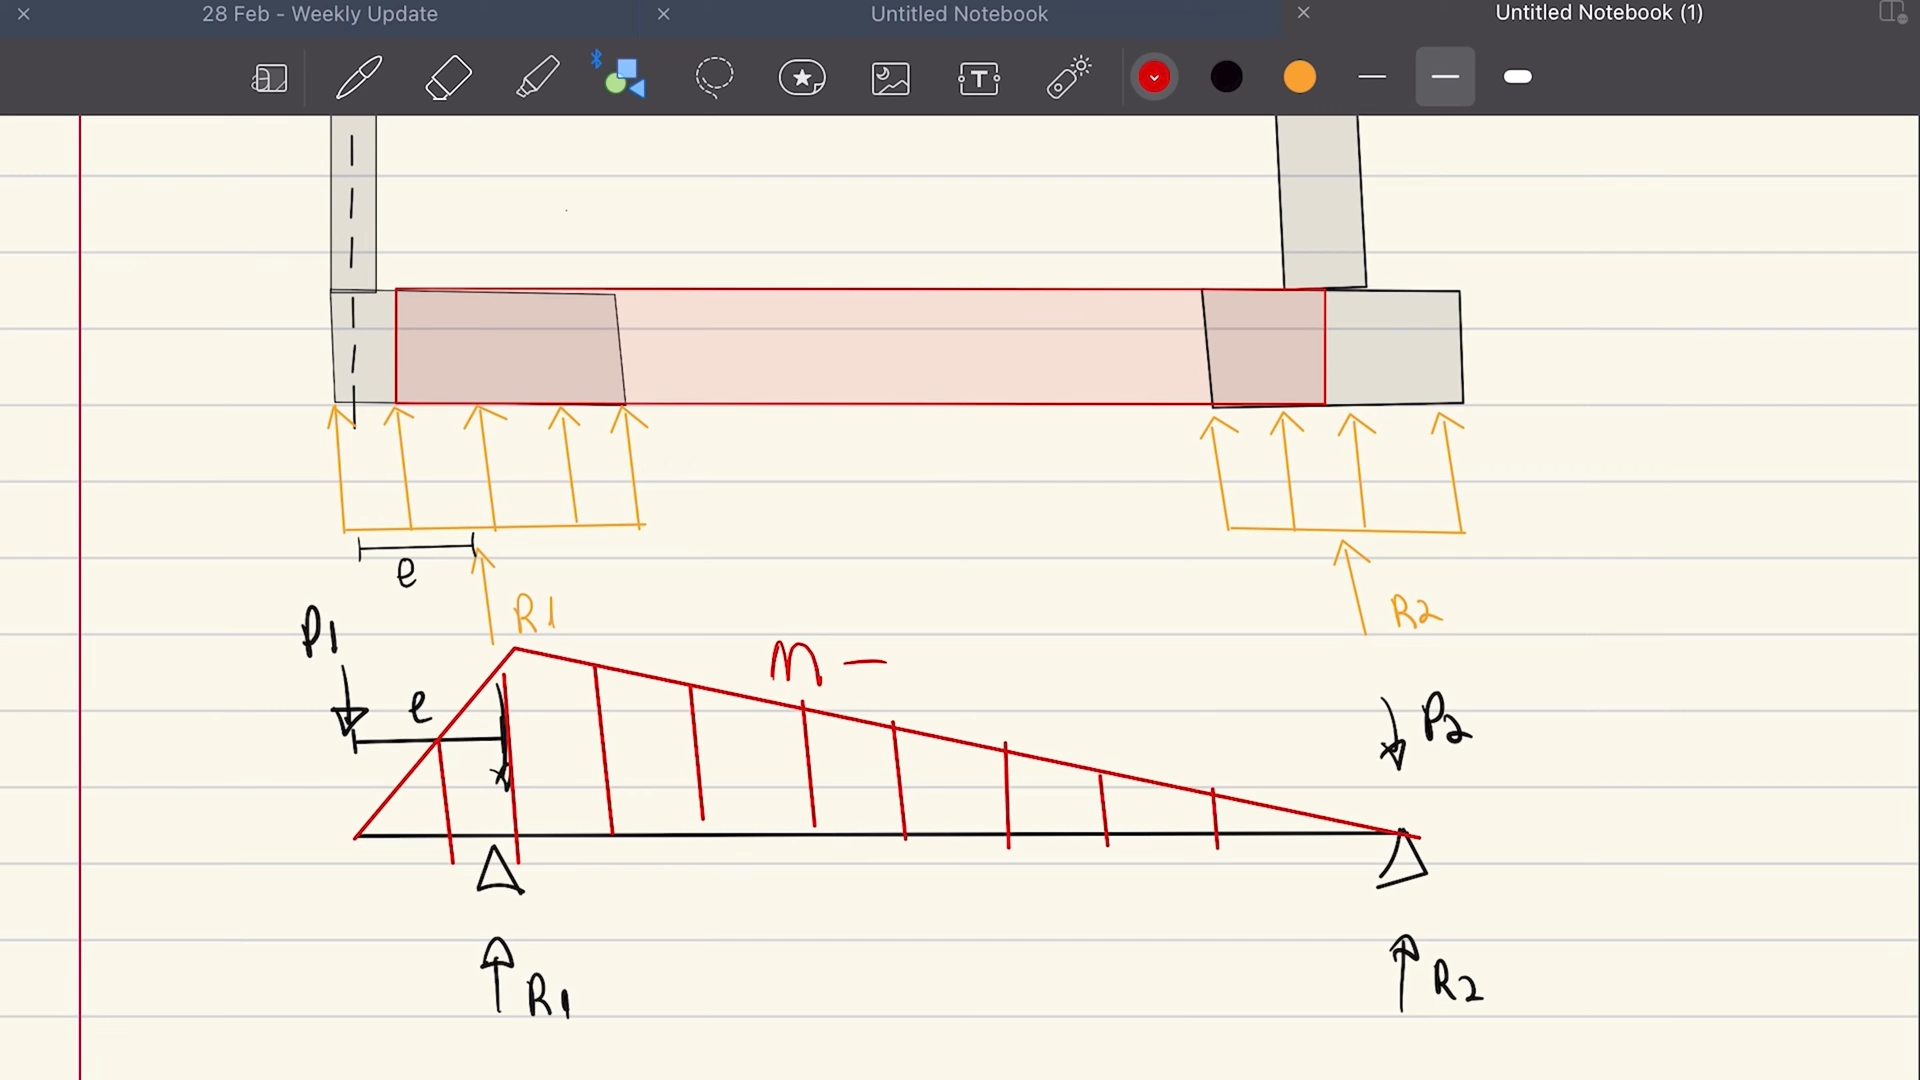 28 Feb - Weekly Update
Untitled Notebook
Untitled Notebook (1)
T
e
R1
R2
P1
e
M -
P2
R1
R2